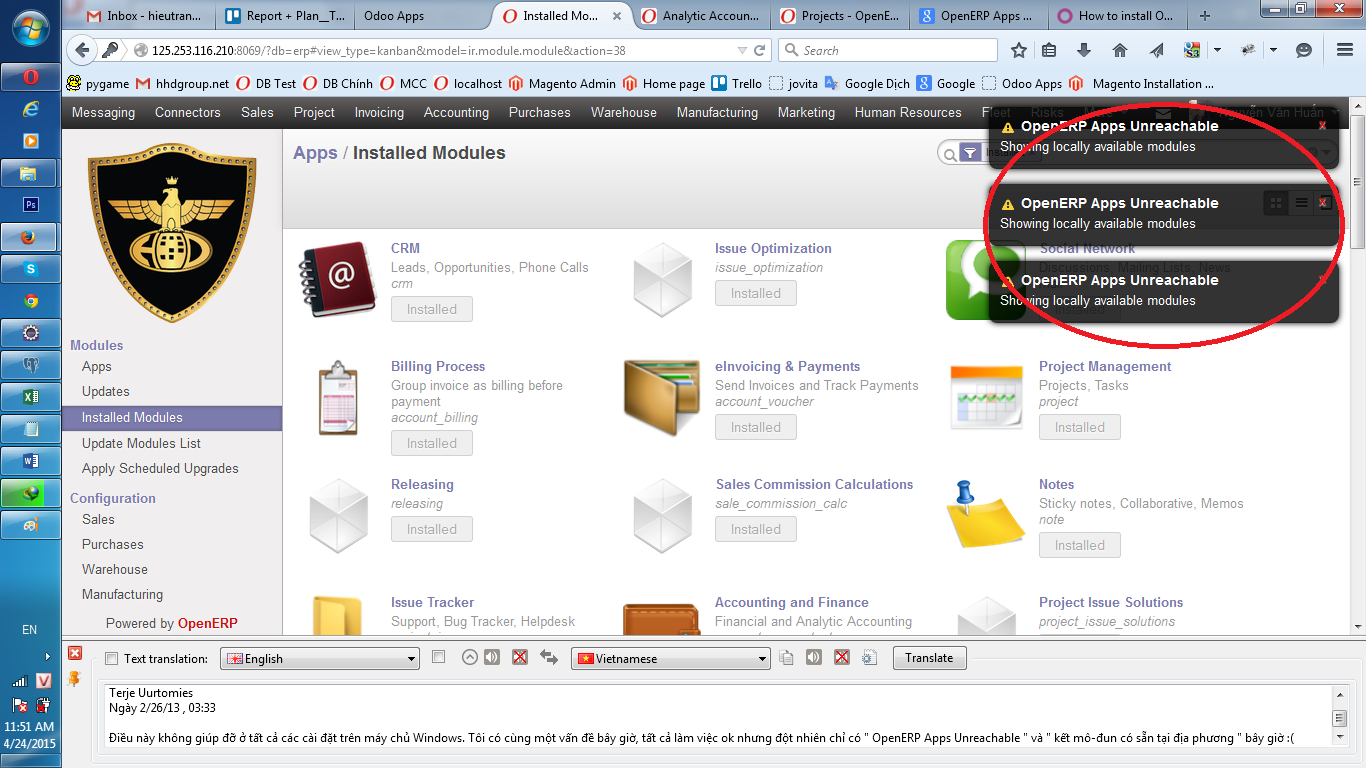 Inbox - hieutran...
Report + Plan__T...
Odoo Apps
Installed Mo...
Analytic Accoun...
Projects - OpenE...
OpenERP Apps ...
How to install O...
125.253.116.210:8069/?db=erp#view_type=kanban&model=ir.module.module&action=38
Search
pygame
hhdgroup.net
DB Test
DB Chính
MCC
localhost
Magento Admin
Home page
Trello
jovita
Google Dịch
Google
Odoo Apps
Magento Installation ...
Messaging
Connectors
Sales
Project
Invoicing
Accounting
Purchases
Warehouse
Manufacturing
Marketing
Human Resources
Fleet
Risks
Nguyễn Văn Huấn
Apps / Installed Modules
OpenERP Apps Unreachable
Showing locally available modules
OpenERP Apps Unreachable
Showing locally available modules
OpenERP Apps Unreachable
Showing locally available modules
Modules
Apps
Updates
Installed Modules
Update Modules List
Apply Scheduled Upgrades
Configuration
Sales
Purchases
Warehouse
Manufacturing
Powered by OpenERP
CRM
Leads, Opportunities, Phone Calls
crm
Installed
Issue Optimization
issue_optimization
Installed
Social Network
Discussions, Mailing Lists, News
Installed
Billing Process
Group invoice as billing before
payment
account_billing
Installed
eInvoicing & Payments
Send Invoices and Track Payments
account_voucher
Installed
Project Management
Projects, Tasks
project
Installed
Releasing
releasing
Installed
Sales Commission Calculations
sale_commission_calc
Installed
Notes
Sticky notes, Collaborative, Memos
note
Installed
Issue Tracker
Support, Bug Tracker, Helpdesk
Accounting and Finance
Financial and Analytic Accounting
Project Issue Solutions
project_issue_solutions
Text translation:
English
Vietnamese
Translate
Terje Uurtomies
Ngày 2/26/13 , 03:33
Điều này không giúp đỡ ở tất cả các cài đặt trên máy chủ Windows. Tôi có cùng một vấn đề bây giờ, tất cả làm việc ok nhưng đột nhiên chỉ có " OpenERP Apps Unreachable " và " kết mô-đun có sẵn tại địa phương " bây giờ :(
Ps
EN
11:51 AM
4/24/2015